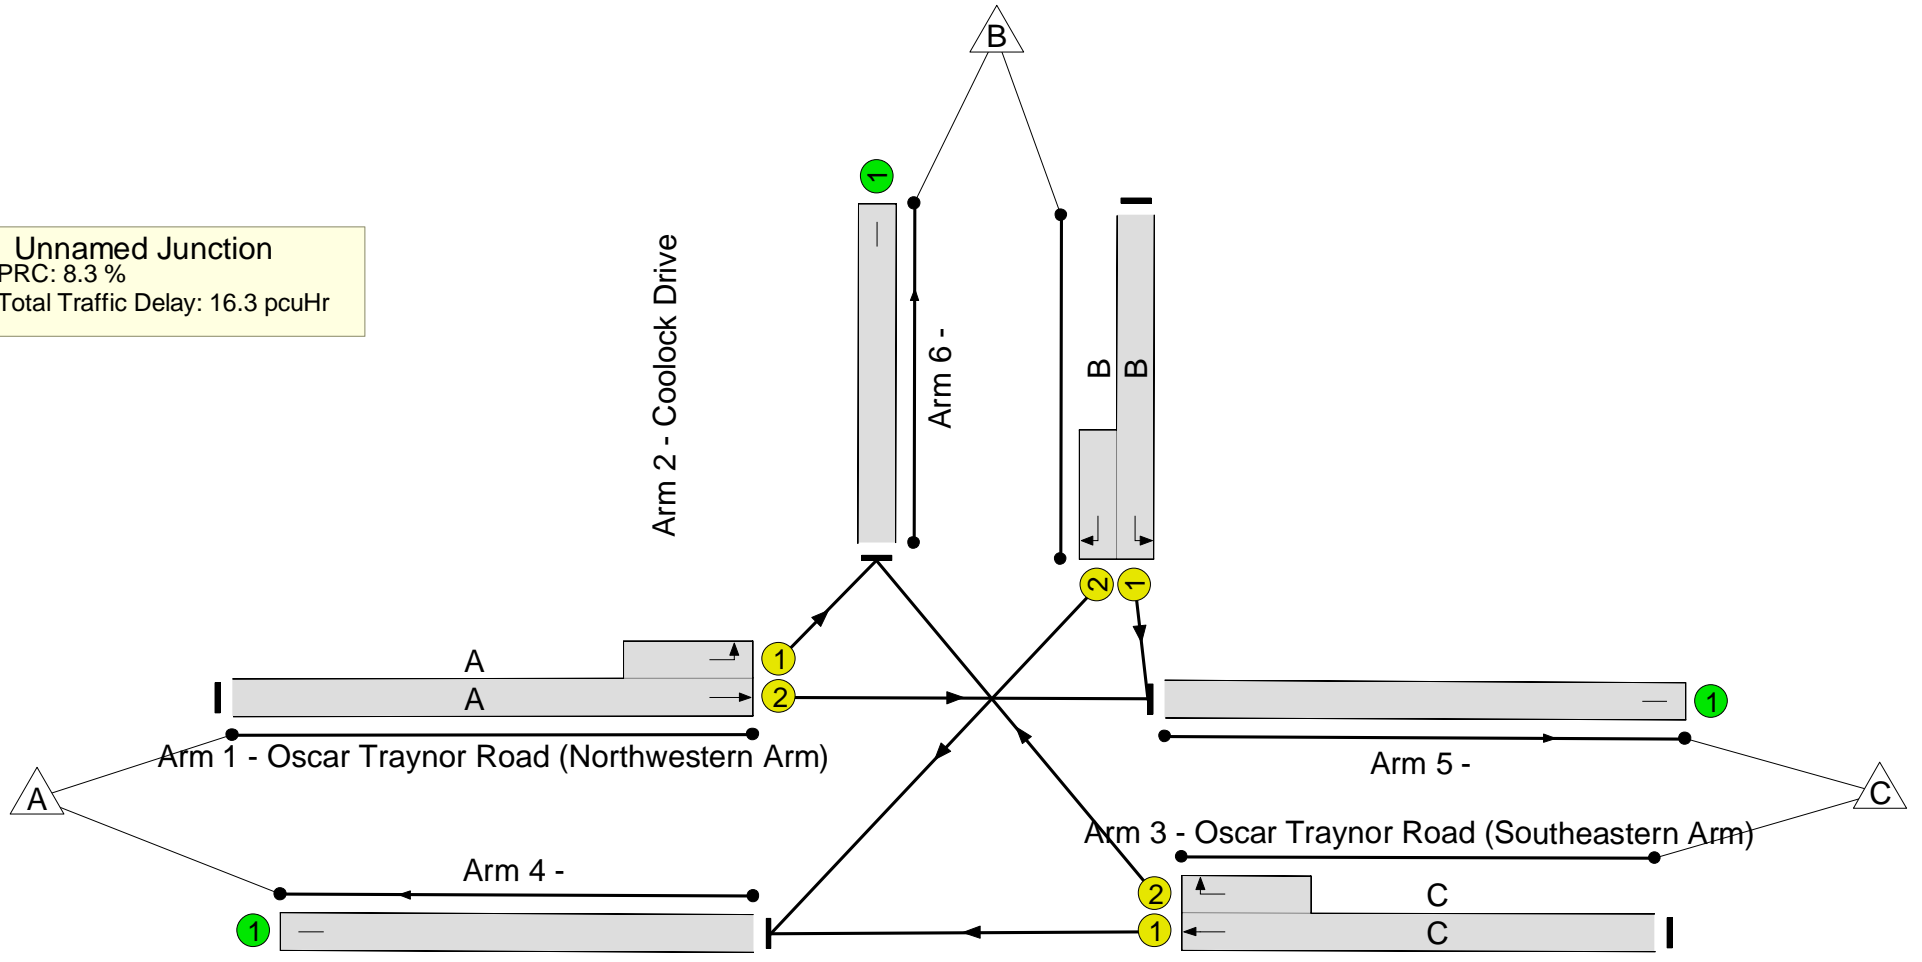 B
1
Unnamed Junction
PRC: 8.3 %
Total Traffic Delay: 16.3 pcuHr
Arm 2 - Coolock Drive
Arm 6 -
B
B
2
1
A
1
A
2
1
Arm 1 - Oscar Traynor Road (Northwestern Arm)
Arm 5 -
A
C
Arm 3 - Oscar Traynor Road (Southeastern Arm)
Arm 4 -
2
C
1
1
C